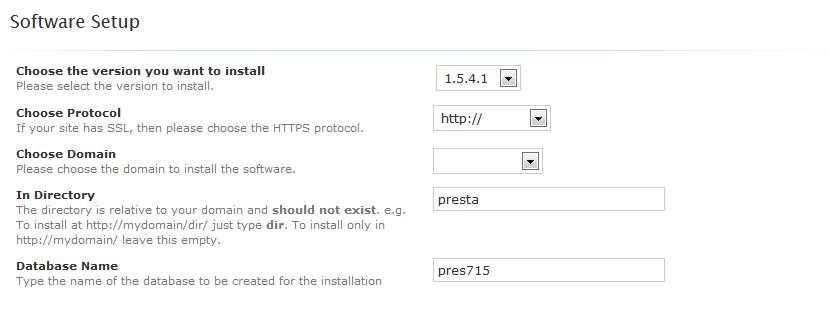 Software Setup
Choose the version you want to install
1.5.4.1
Please select the version to install.
Choose Protocol
http://
If your site has SSL, then please choose the HTTPS protocol.
Choose Domain
Please choose the domain to install the software.
In Directory
presta
The directory is relative to your domain and should not exist. e.g.
To install at http://mydomain/dir/ just type dir. To install only in
http://mydomain/ leave this empty.
Database Name
pres715
Type the name of the database to be created for the installation